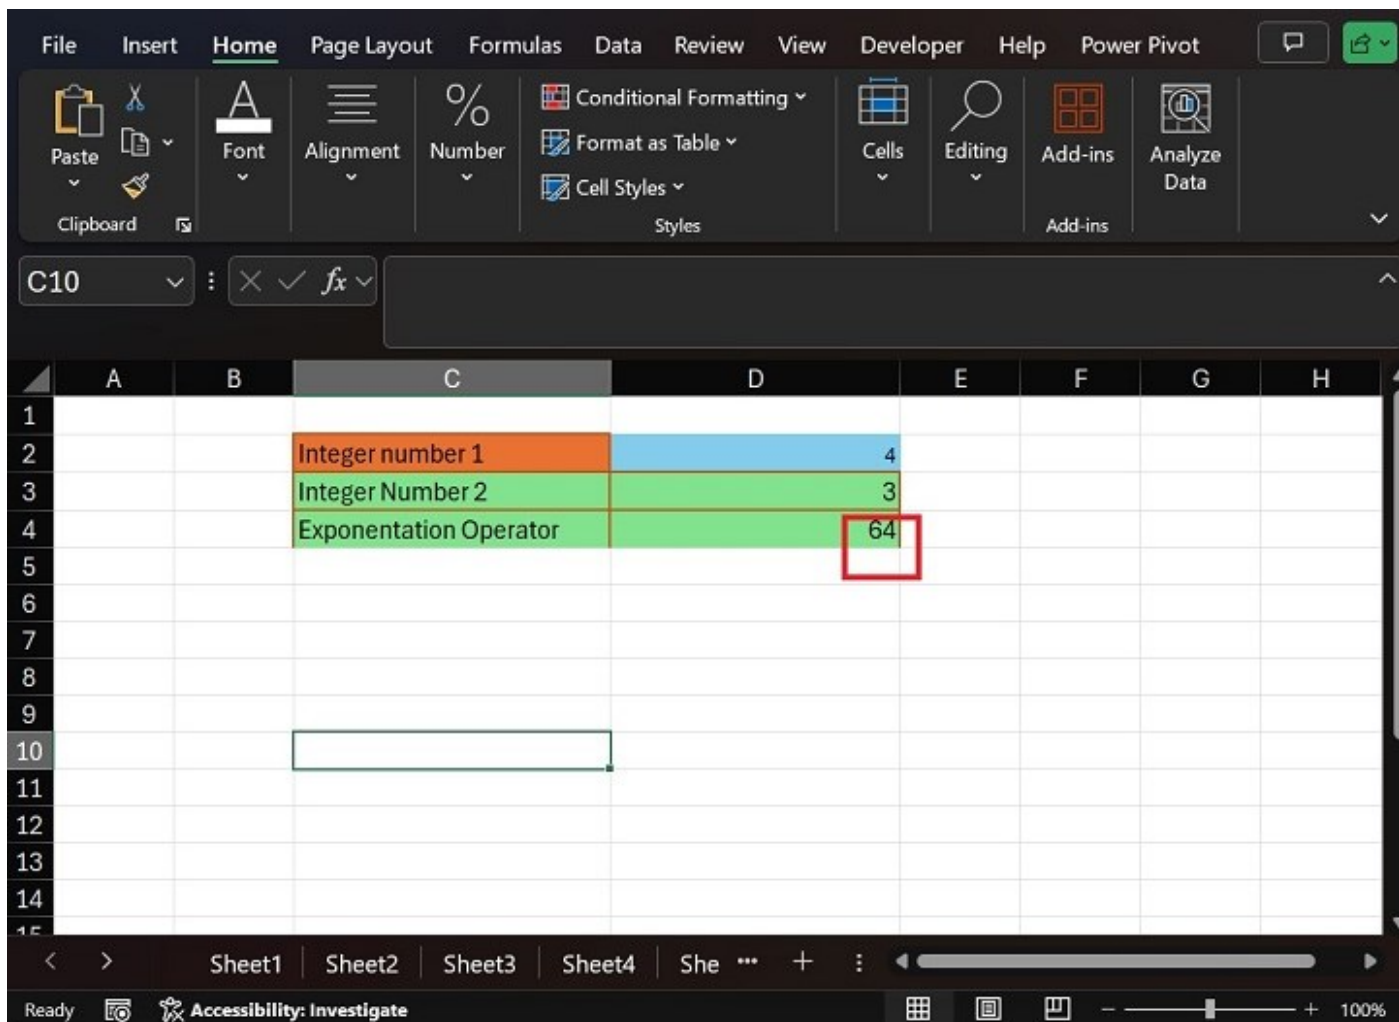 File Insert Home Page Layout Formulas Data Review View Developer Help Power Pivot
Paste
Clipboard
Font
Alignment
%
Number
Conditional Formatting
Format as Table
Cell Styles
Styles
Cells
Editing
Add-ins
Add-ins
Analyze
Data
C10
fx
A B C D E F G H
1
2 Integer number 1 4
3 Integer Number 2 3
4 Exponentation Operator 64
5
6
7
8
9
10
11
12
13
14
15
Sheet1 Sheet2 Sheet3 Sheet4 She ...
Ready Accessibility: Investigate 100%